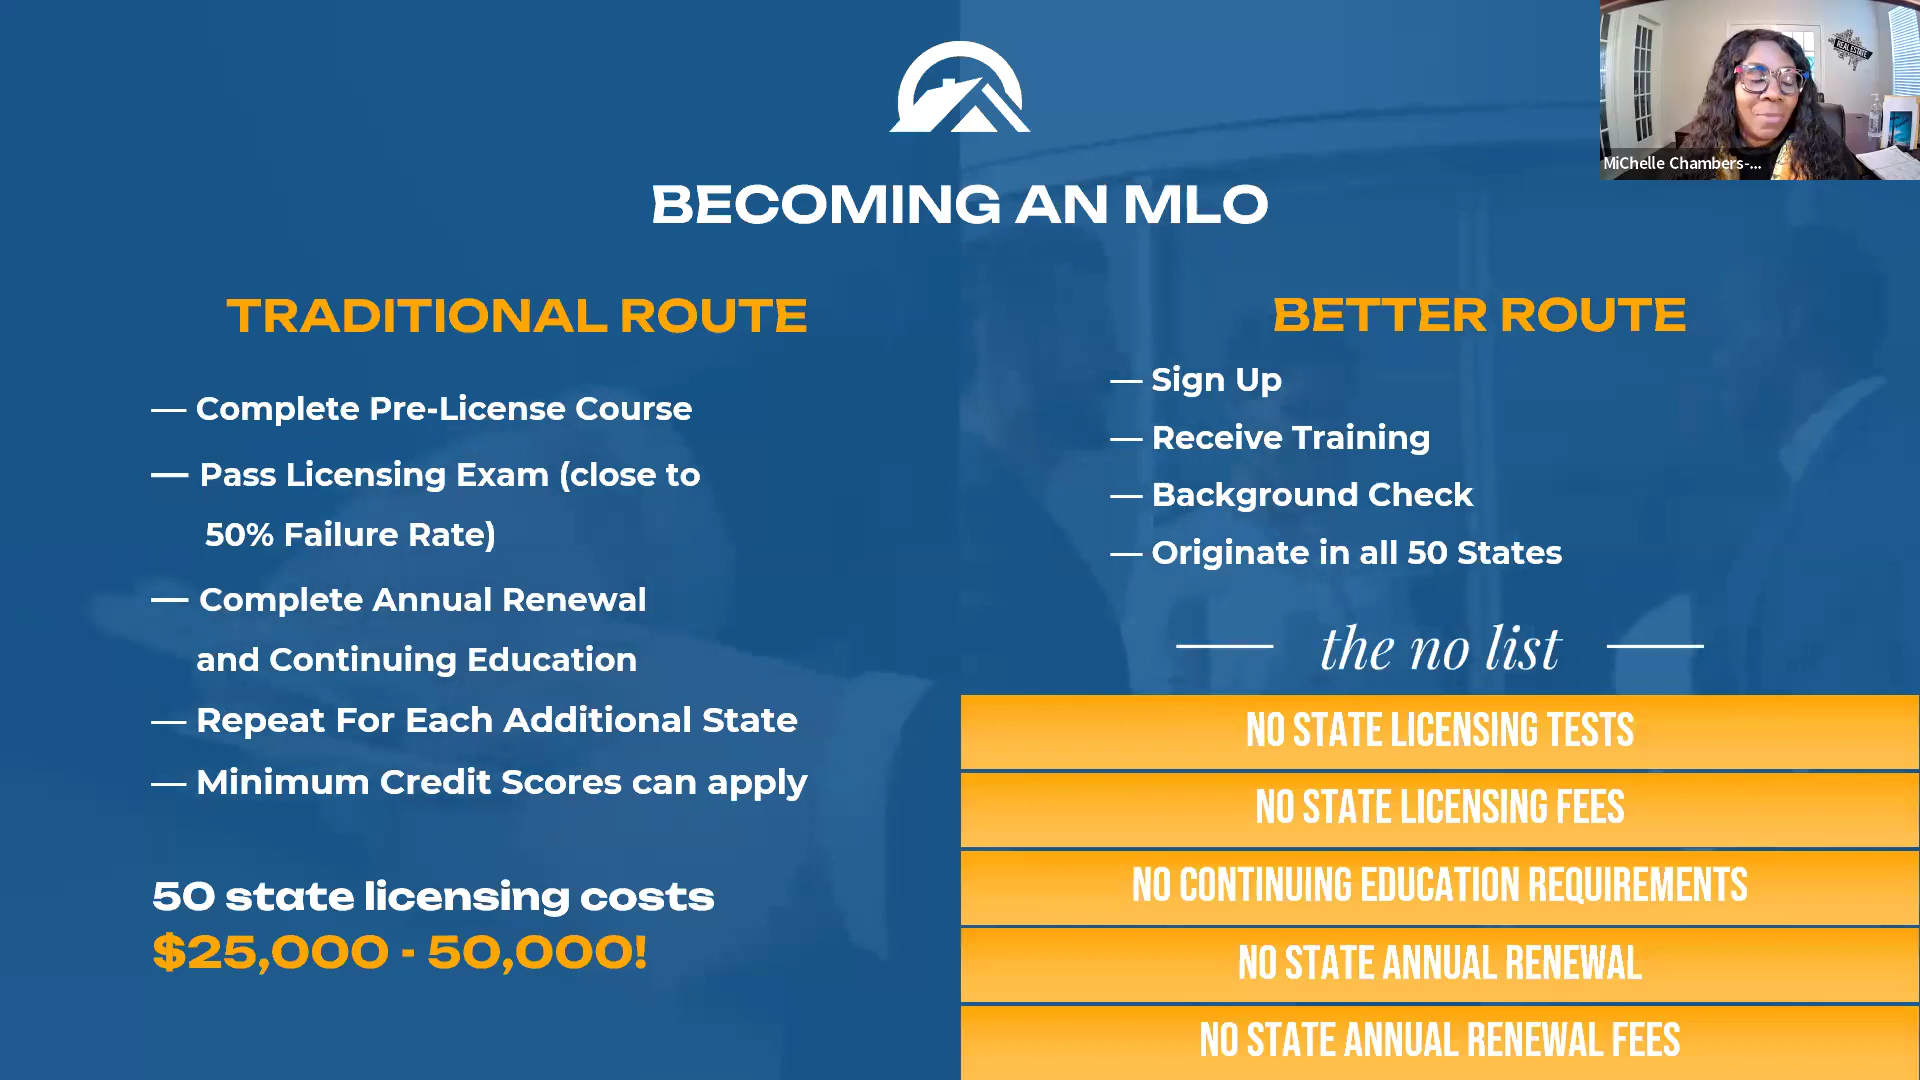 REAL ESTATE
MiChelle Chambers-...
BECOMING AN MLO
TRADITIONAL ROUTE
— Complete Pre-License Course
— Pass Licensing Exam (close to
50% Failure Rate)
— Complete Annual Renewal
and Continuing Education
— Repeat For Each Additional State
— Minimum Credit Scores can apply
50 state licensing costs
$25,000 - 50,000!
BETTER ROUTE
— Sign Up
— Receive Training
— Background Check
— Originate in all 50 States
the no list
NO STATE LICENSING TESTS
NO STATE LICENSING FEES
NO CONTINUING EDUCATION REQUIREMENTS
NO STATE ANNUAL RENEWAL
NO STATE ANNUAL RENEWAL FEES